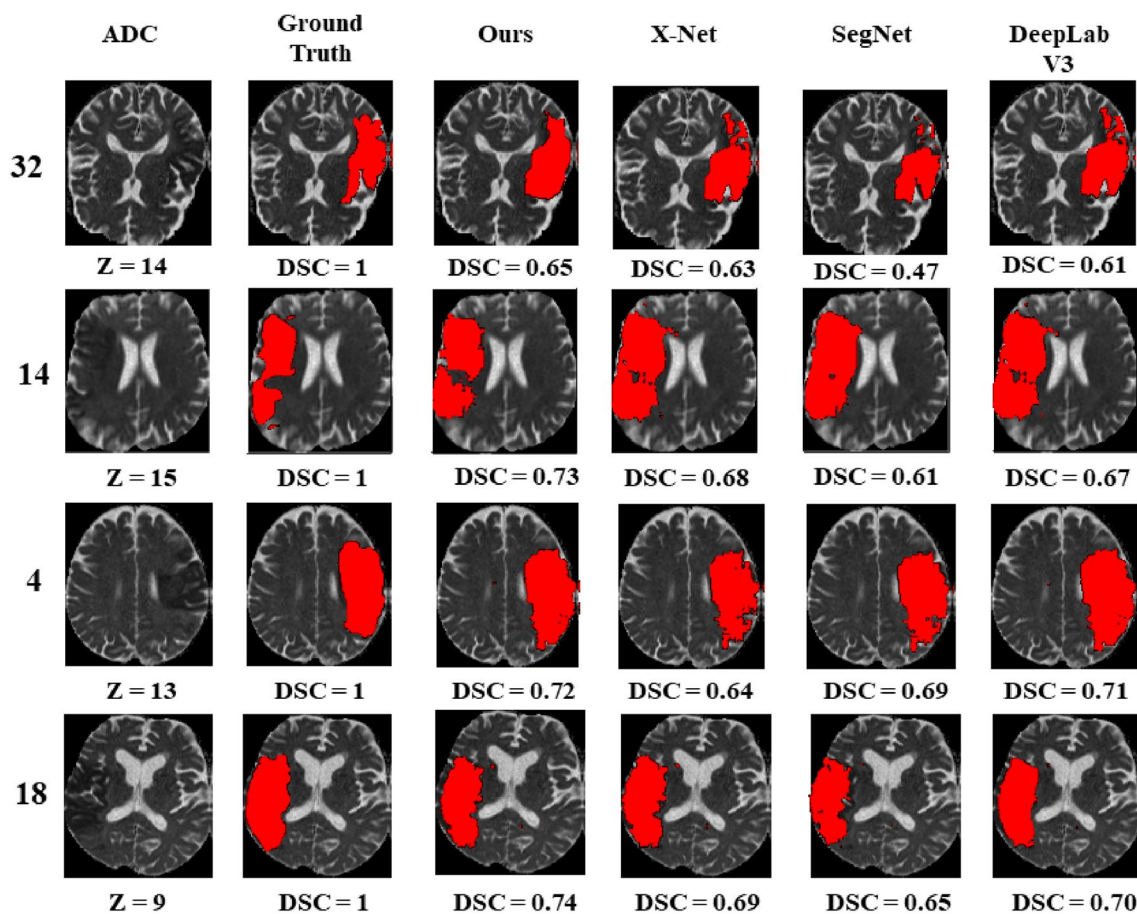 ADC Ground Truth Ours X-Net SegNet DeepLab V3
32
Z = 14 DSC = 1 DSC = 0.65 DSC = 0.63 DSC = 0.47 DSC = 0.61
14
Z = 15 DSC = 1 DSC = 0.73 DSC = 0.68 DSC = 0.61 DSC = 0.67
4
Z = 13 DSC = 1 DSC = 0.72 DSC = 0.64 DSC = 0.69 DSC = 0.71
18
Z = 9 DSC = 1 DSC = 0.74 DSC = 0.69 DSC = 0.65 DSC = 0.70